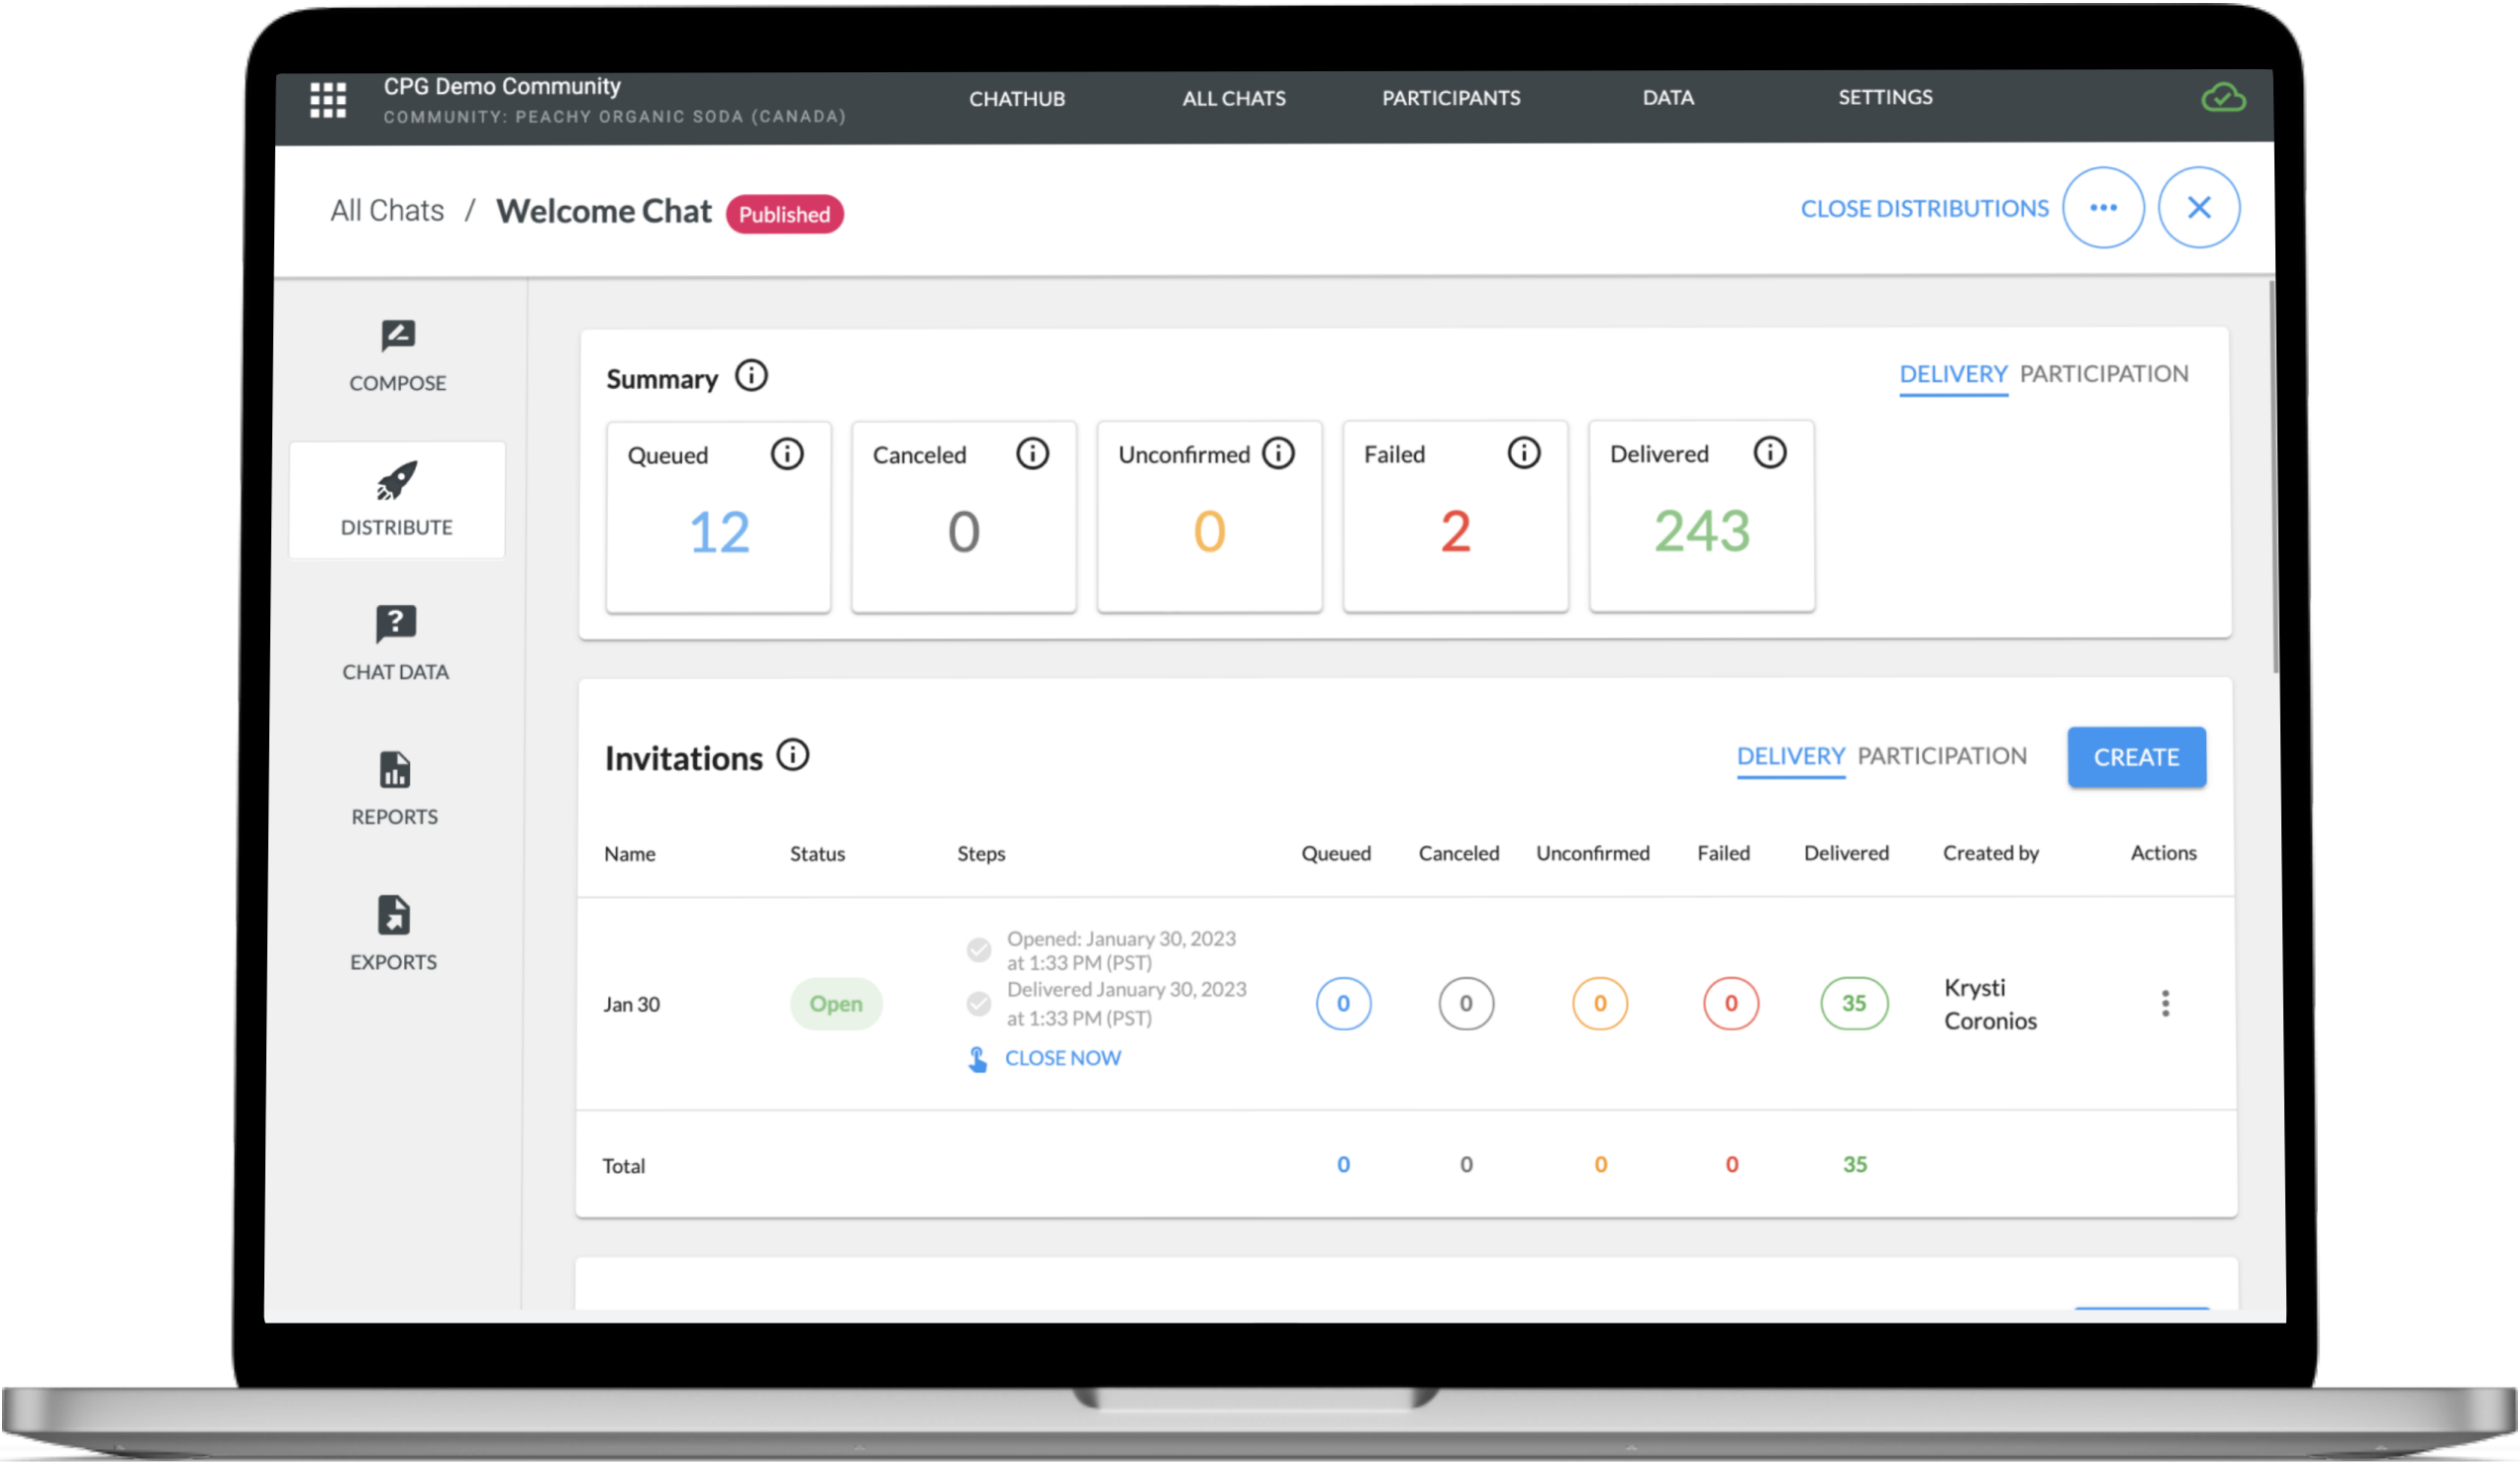 CPG Demo Community
COMMUNITY: PEACHY ORGANIC SODA (CANADA)
CHATHUB
ALL CHATS
PARTICIPANTS
DATA
SETTINGS
All Chats / Welcome Chat Published
CLOSE DISTRIBUTIONS
COMPOSE
DISTRIBUTE
CHAT DATA
REPORTS
EXPORTS
Summary
DELIVERY PARTICIPATION
Queued
12
Canceled
0
Unconfirmed
0
Failed
2
Delivered
243
Invitations
DELIVERY PARTICIPATION
CREATE
Name Status Steps Queued Canceled Unconfirmed Failed Delivered Created by Actions
Jan 30
Open
Opened: January 30, 2023
at 1:33 PM (PST)
Delivered January 30, 2023
at 1:33 PM (PST)
CLOSE NOW
0 0 0 0 35
Krysti
Coronios
Total 0 0 0 0 35